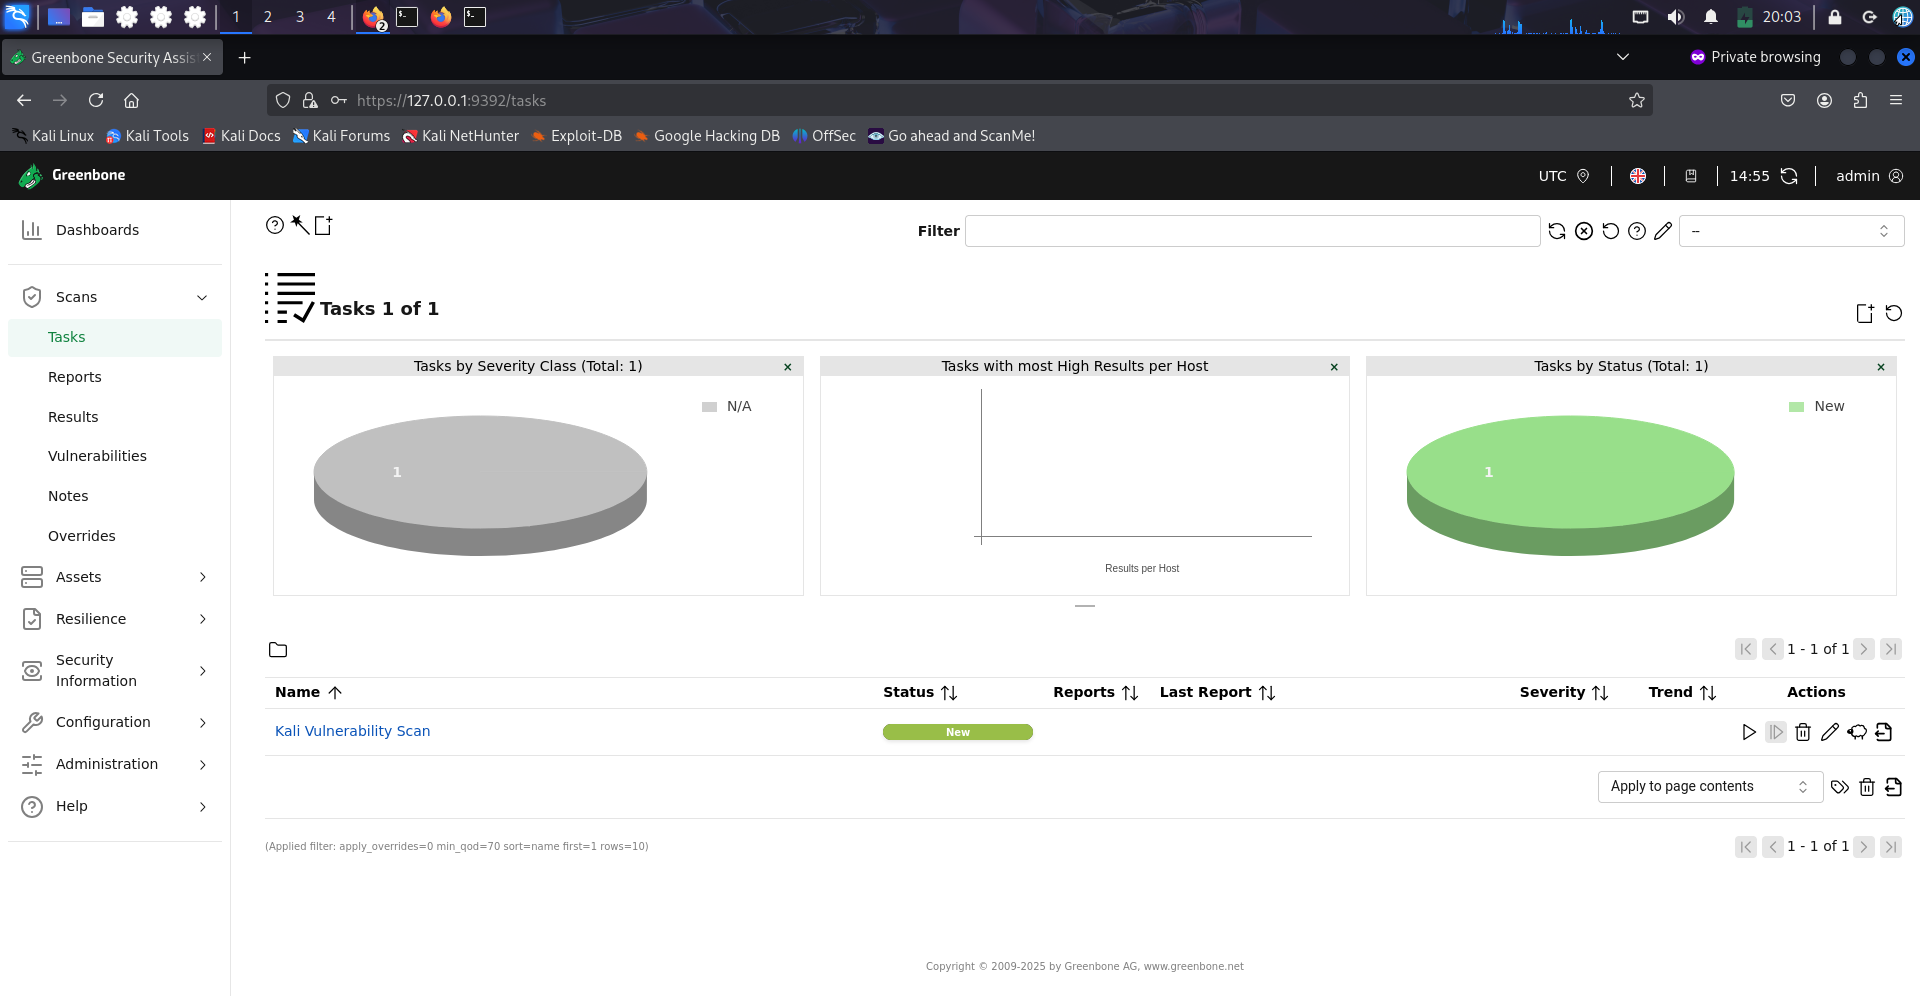 1 2 3 4 2 20:03
Greenbone Security Assis
Private browsing
https://127.0.0.1:9392/tasks
Kali Linux Kali Tools Kali Docs Kali Forums Kali NetHunter Exploit-DB Google Hacking DB OffSec Go ahead and ScanMe!
Greenbone UTC 14:55 admin
Dashboards
Scans
Tasks
Reports
Results
Vulnerabilities
Notes
Overrides
Assets
Resilience
Security
Information
Configuration
Administration
Help
Filter --
Tasks 1 of 1
Tasks by Severity Class (Total: 1) ×
N/A
1
Tasks with most High Results per Host ×
Results per Host
Tasks by Status (Total: 1) ×
New
1
1 - 1 of 1
Name Status Reports Last Report Severity Trend Actions
Kali Vulnerability Scan New
Apply to page contents
(Applied filter: apply_overrides=0 min_qod=70 sort=name first=1 rows=10) 1 - 1 of 1
Copyright © 2009-2025 by Greenbone AG, www.greenbone.net